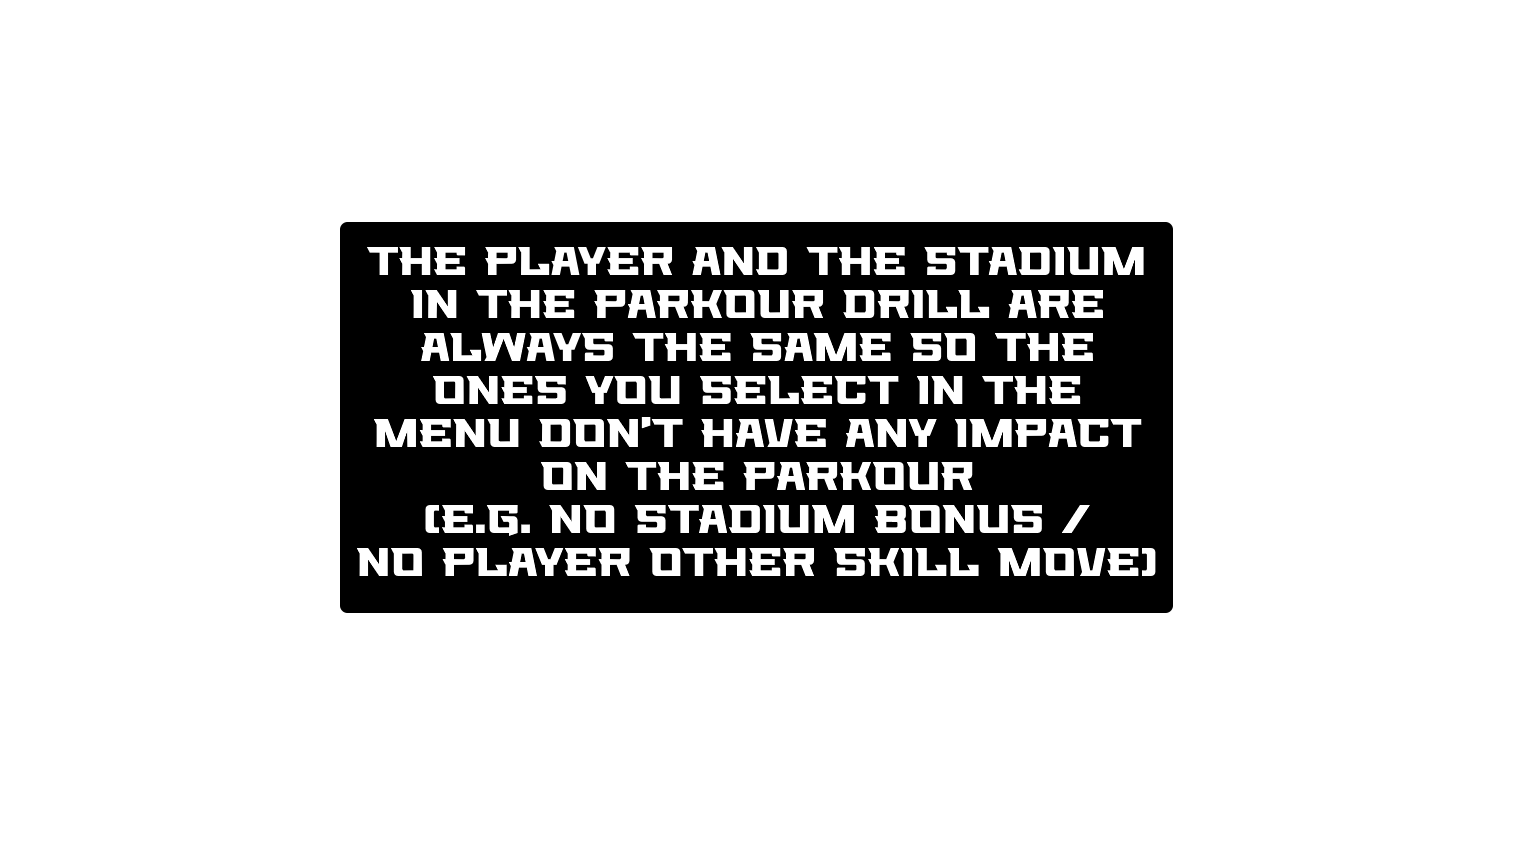 THE PLAYER AND THE STADIUM
IN THE PARKOUR DRILL ARE
ALWAYS THE SAME SO THE
ONES YOU SELECT IN THE
MENU DON'T HAVE ANY IMPACT
ON THE PARKOUR
(E.G. NO STADIUM BONUS /
NO PLAYER OTHER SKILL MOVE)